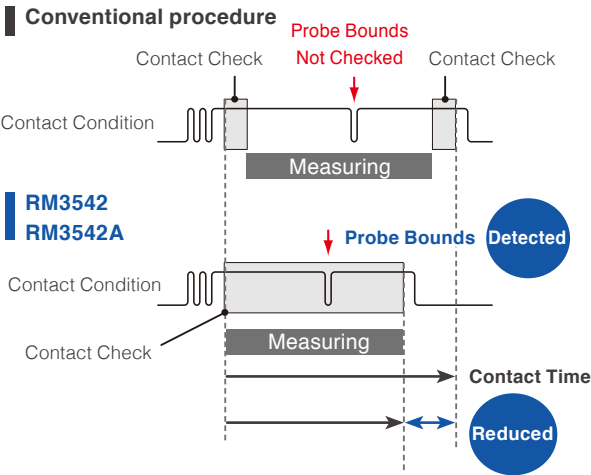 Conventional procedure
Probe Bounds
Not Checked
Contact Check
Contact Check
Contact Condition
Measuring
RM3542
RM3542A
Probe Bounds
Detected
Contact Condition
Measuring
Contact Check
Contact Time
Reduced